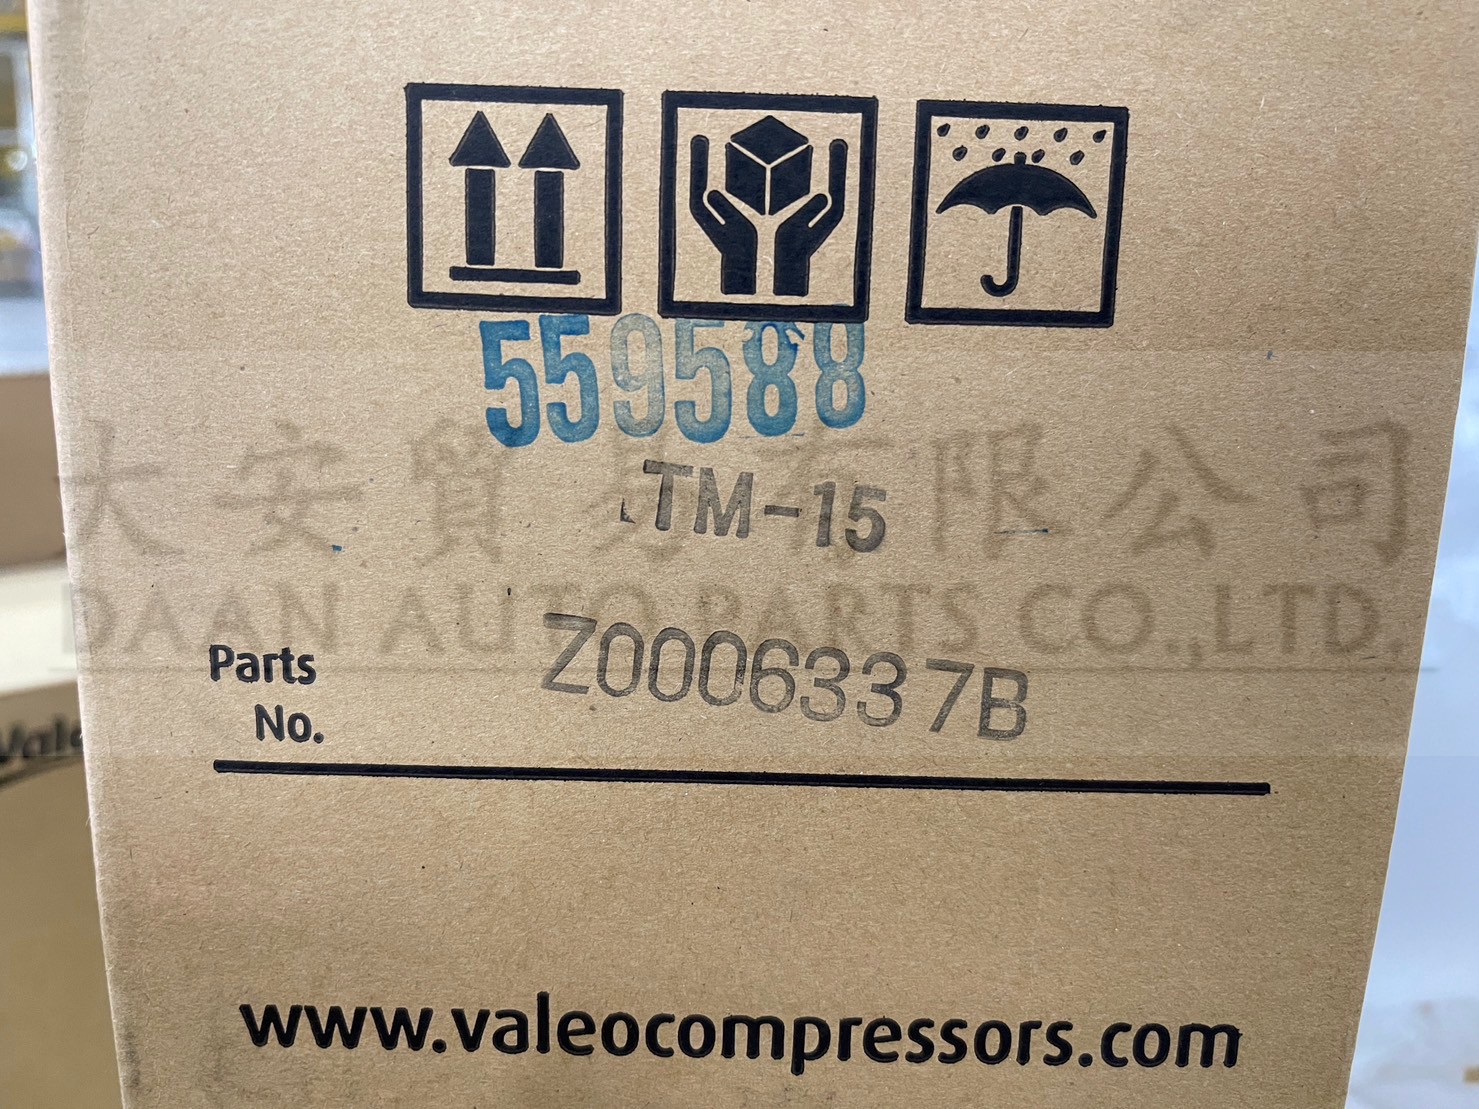 559588
TM-15
大安貿易有限公司
DAAN AUTO PARTS CO.,LTD.
Parts No.
Z0006337B
www.valeocompressors.com